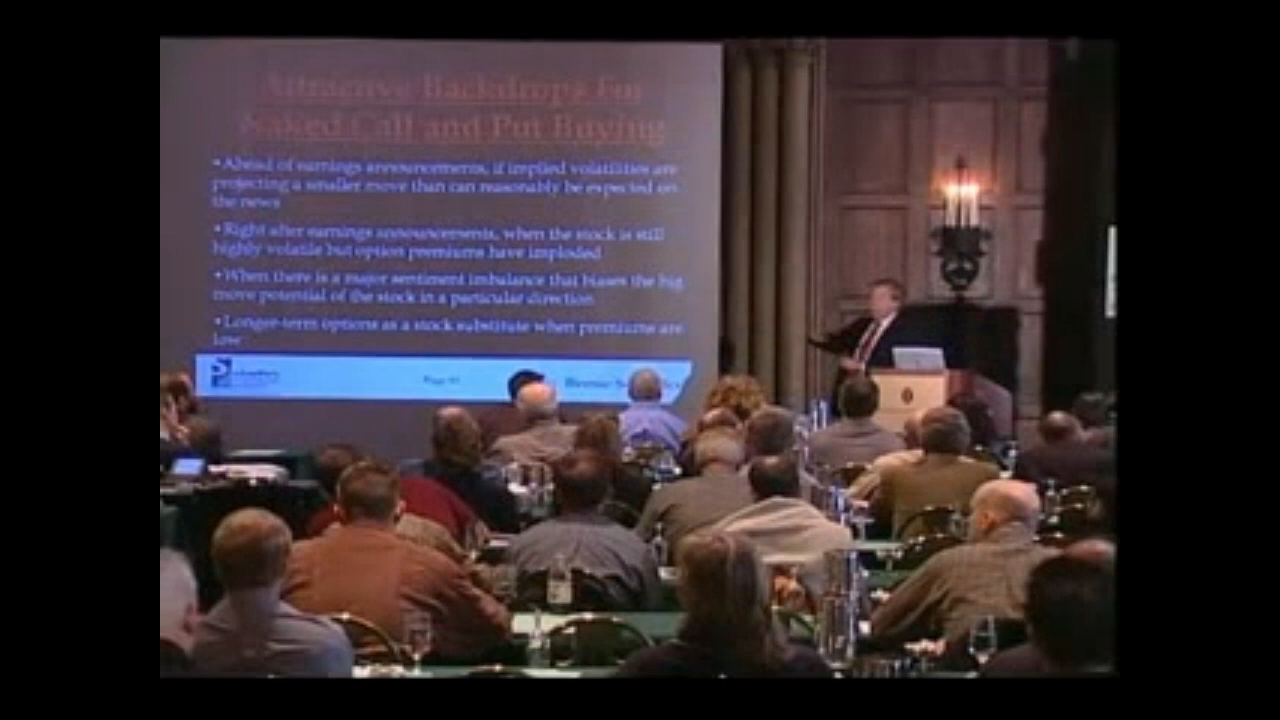 Attractive Backdrops For
Naked Call and Put Buying
• Ahead of earnings announcements, if implied volatilities are
projecting a smaller move than can reasonably be expected on
the news
• Right after earnings announcements, when the stock is still
highly volatile but option premiums have imploded
• When there is a major sentiment imbalance that biases the big
move potential of the stock in a particular direction
• Longer-term options as a stock substitute when premiums are
low
Page
Bernie